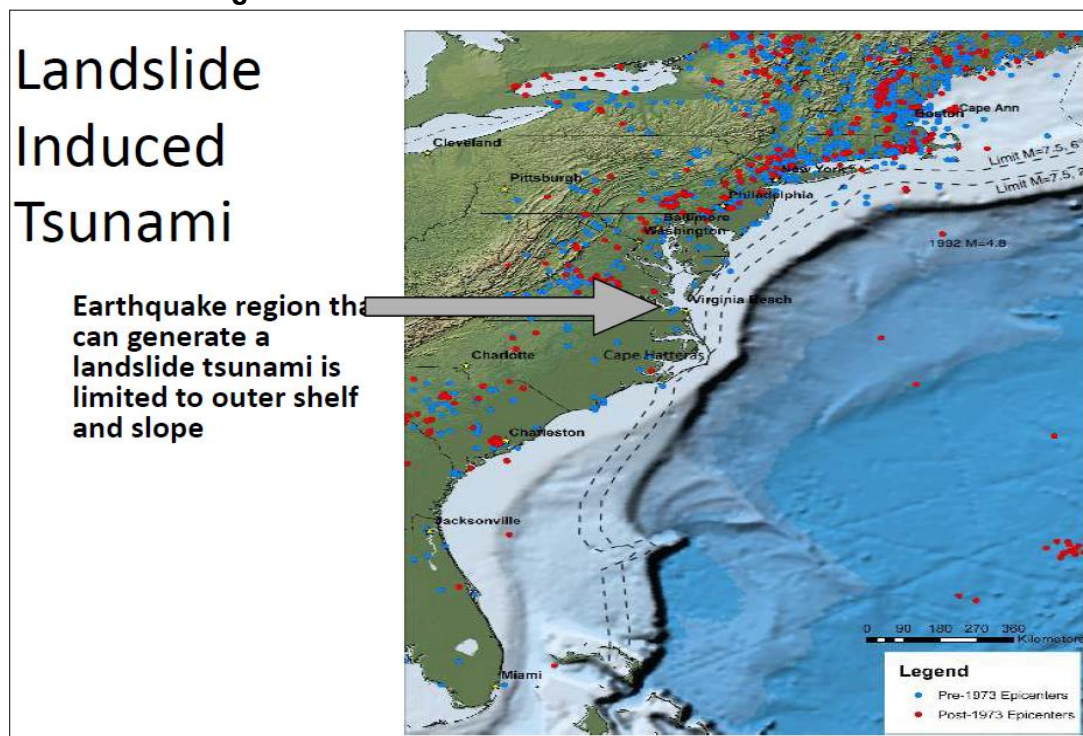 Landslide
Induced
Tsunami
Earthquake region tha
can generate a
landslide tsunami is
limited to outer shelf
and slope
Cape Ann
Boston
Cleveland
Limit M=7.5, 6°
New York
Limit M=7.5, 2
Pittsburgh
Philadelphia
Baltimore
Washington
1992 M=4.8
Virginia Beach
Charlotte
Cape Hatteras
Charleston
Jacksonville
0 90 180 270 360
Kilometers
Miami
Legend
Pre-1973 Epicenters
Post-1973 Epicenters